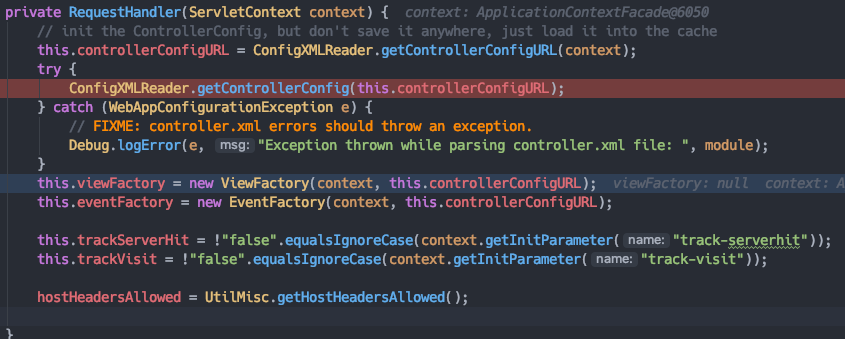 private RequestHandler(ServletContext context) {  context: ApplicationContextFacade@6050
    // init the ControllerConfig, but don't save it anywhere, just load it into the cache
    this.controllerConfigURL = ConfigXMLReader.getControllerConfigURL(context);
    try {
        ConfigXMLReader.getControllerConfig(this.controllerConfigURL);
    } catch (WebAppConfigurationException e) {
        // FIXME: controller.xml errors should throw an exception.
        Debug.logError(e, msg: "Exception thrown while parsing controller.xml file: ", module);
    }
    this.viewFactory = new ViewFactory(context, this.controllerConfigURL);  viewFactory: null  context: A
    this.eventFactory = new EventFactory(context, this.controllerConfigURL);

    this.trackServerHit = !"false".equalsIgnoreCase(context.getInitParameter( name: "track-serverhit"));
    this.trackVisit = !"false".equalsIgnoreCase(context.getInitParameter( name: "track-visit"));

    hostHeadersAllowed = UtilMisc.getHostHeadersAllowed();

}